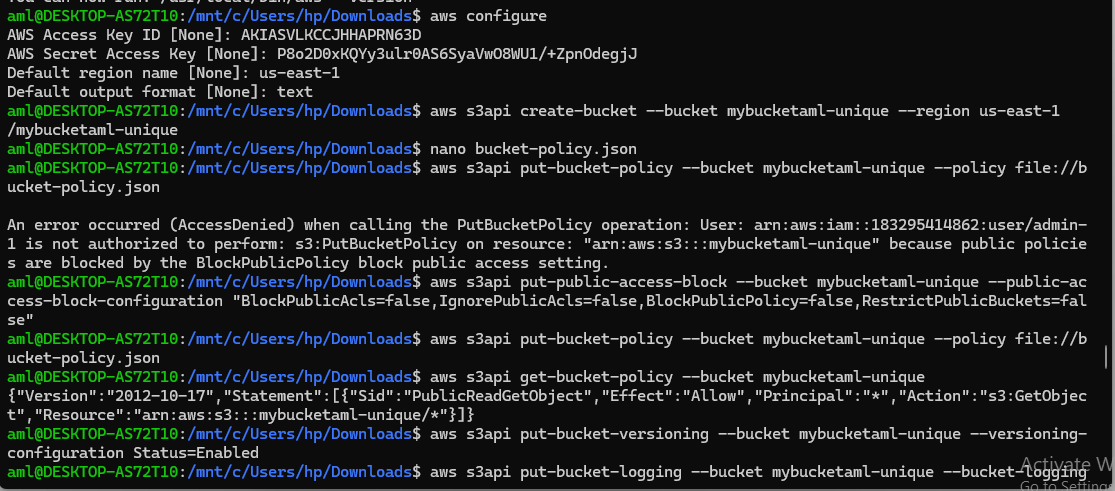 You can now run: /usr/local/bin/aws --version
aml@DESKTOP-AS72T10:/mnt/c/Users/hp/Downloads$ aws configure
AWS Access Key ID [None]: AKIASVLKCCJHHAPRN63D
AWS Secret Access Key [None]: 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
Default region name [None]: us-east-1
Default output format [None]: text
aml@DESKTOP-AS72T10:/mnt/c/Users/hp/Downloads$ aws s3api create-bucket --bucket mybucketaml-unique --region us-east-1
/mybucketaml-unique
aml@DESKTOP-AS72T10:/mnt/c/Users/hp/Downloads$ nano bucket-policy.json
aml@DESKTOP-AS72T10:/mnt/c/Users/hp/Downloads$ aws s3api put-bucket-policy --bucket mybucketaml-unique --policy file://b
ucket-policy.json
An error occurred (AccessDenied) when calling the PutBucketPolicy operation: User: arn:aws:iam::183295414862:user/admin-
1 is not authorized to perform: s3:PutBucketPolicy on resource: "arn:aws:s3:::mybucketaml-unique" because public policie
s are blocked by the BlockPublicPolicy block public access setting.
aml@DESKTOP-AS72T10:/mnt/c/Users/hp/Downloads$ aws s3api put-public-access-block --bucket mybucketaml-unique --public-ac
cess-block-configuration "BlockPublicAcls=false,IgnorePublicAcls=false,BlockPublicPolicy=false,RestrictPublicBuckets=fal
se"
aml@DESKTOP-AS72T10:/mnt/c/Users/hp/Downloads$ aws s3api put-bucket-policy --bucket mybucketaml-unique --policy file://b
ucket-policy.json
aml@DESKTOP-AS72T10:/mnt/c/Users/hp/Downloads$ aws s3api get-bucket-policy --bucket mybucketaml-unique
{"Version":"2012-10-17","Statement":[{"Sid":"PublicReadGetObject","Effect":"Allow","Principal":"*","Action":"s3:GetObjec
t","Resource":"arn:aws:s3:::mybucketaml-unique/*"}]}
aml@DESKTOP-AS72T10:/mnt/c/Users/hp/Downloads$ aws s3api put-bucket-versioning --bucket mybucketaml-unique --versioning-
configuration Status=Enabled
aml@DESKTOP-AS72T10:/mnt/c/Users/hp/Downloads$ aws s3api put-bucket-logging --bucket mybucketaml-unique --bucket-logging
Activate W
Go to Settings